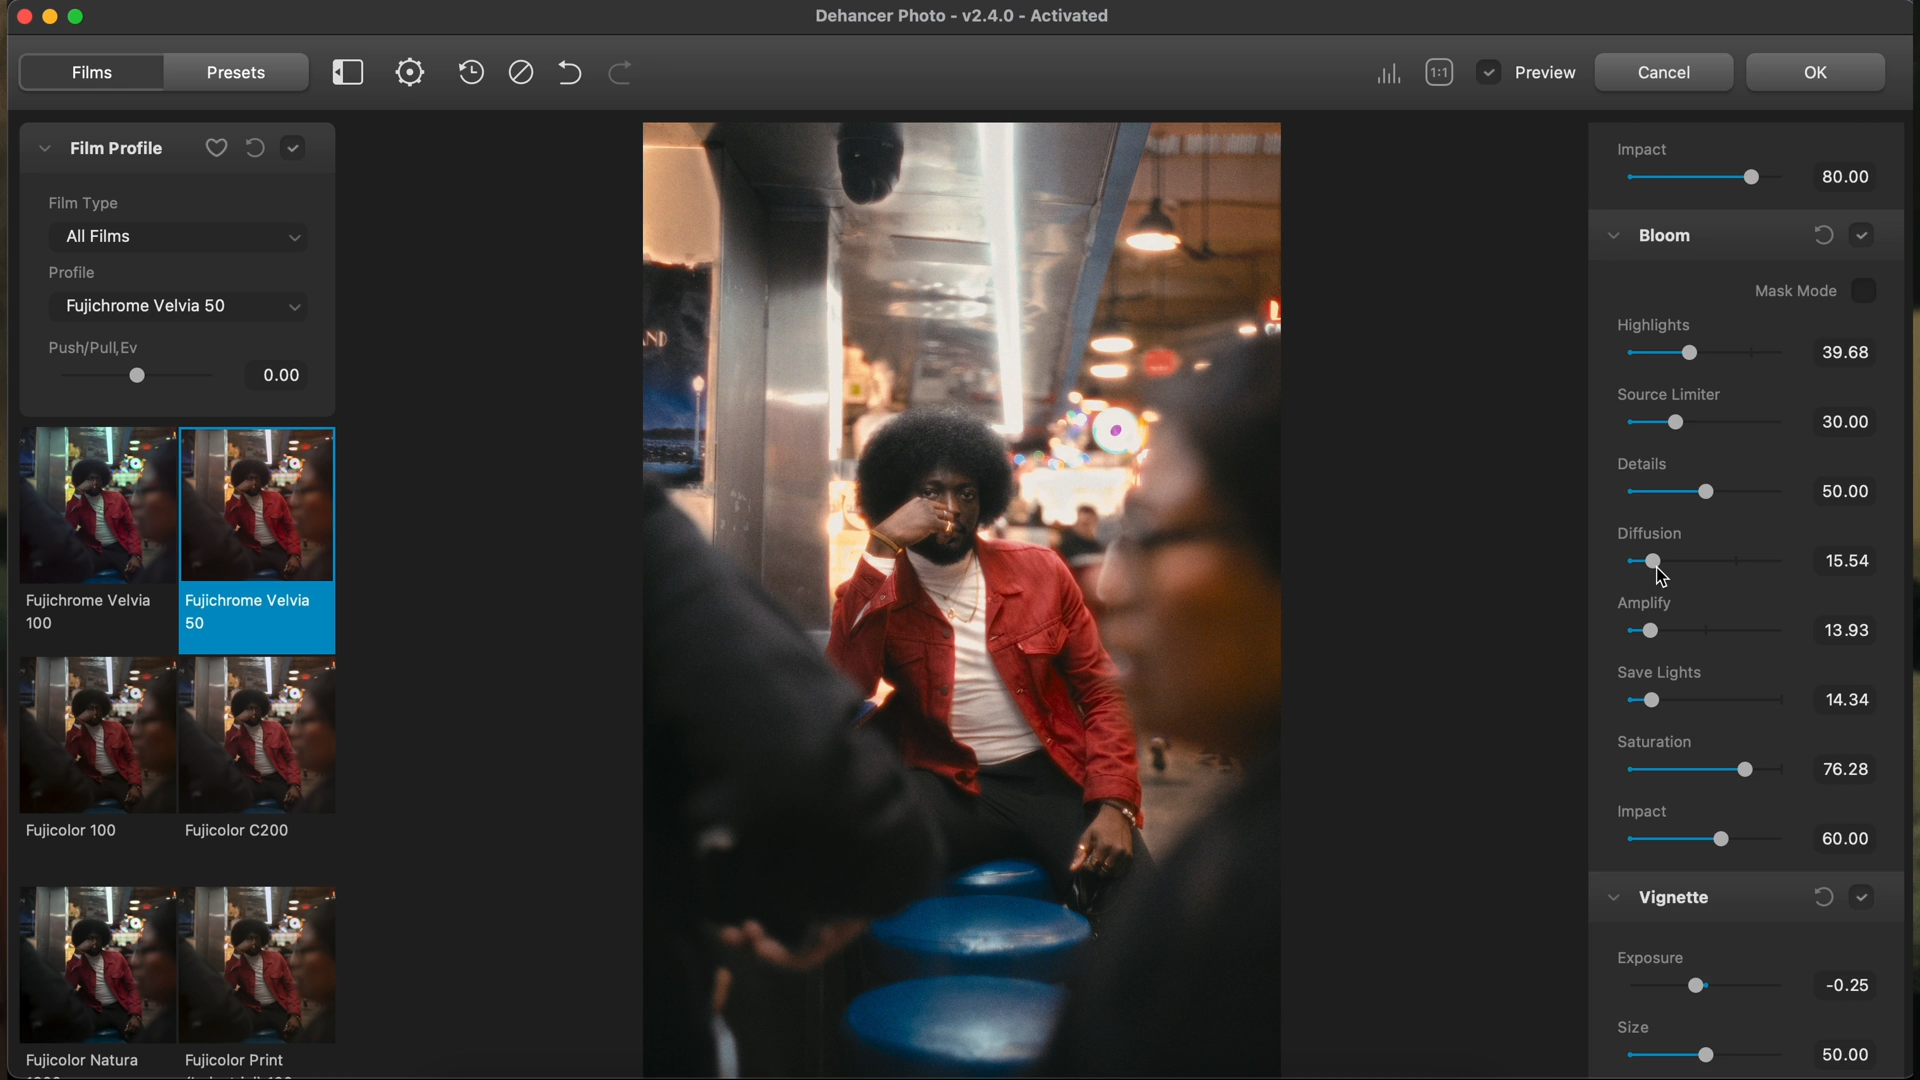 Dehancer Photo - v2.4.0 - Activated
Films
Presets
1:1
Preview
Cancel
OK
Film Profile
Film Type
All Films
Profile
Fujichrome Velvia 50
Push/Pull,Ev
0.00
Fujichrome Velvia
100
Fujichrome Velvia
50
Fujicolor 100
Fujicolor C200
Fujicolor Natura
Fujicolor Print
Impact
80.00
Bloom
Mask Mode
Highlights
39.68
Source Limiter
30.00
Details
50.00
Diffusion
15.54
Amplify
13.93
Save Lights
14.34
Saturation
76.28
Impact
60.00
Vignette
Exposure
-0.25
Size
50.00